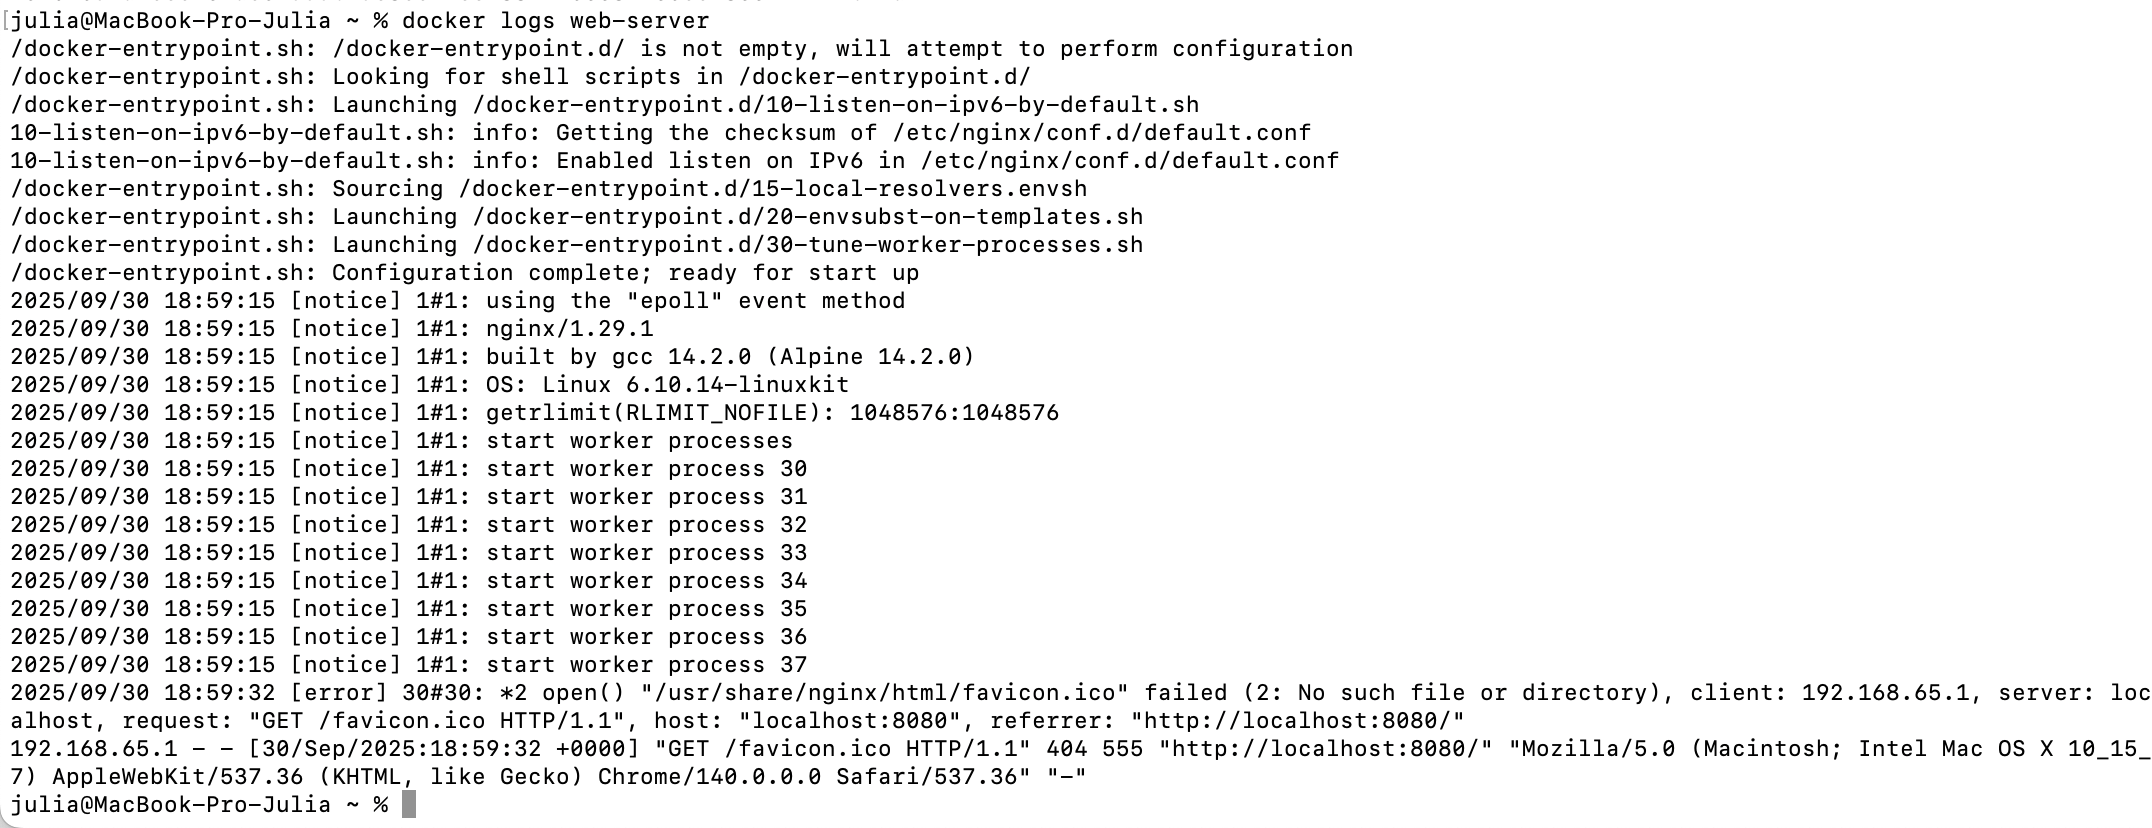 julia@MacBook-Pro-Julia ~ % docker logs web-server
/docker-entrypoint.sh: /docker-entrypoint.d/ is not empty, will attempt to perform configuration
/docker-entrypoint.sh: Looking for shell scripts in /docker-entrypoint.d/
/docker-entrypoint.sh: Launching /docker-entrypoint.d/10-listen-on-ipv6-by-default.sh
10-listen-on-ipv6-by-default.sh: info: Getting the checksum of /etc/nginx/conf.d/default.conf
10-listen-on-ipv6-by-default.sh: info: Enabled listen on IPv6 in /etc/nginx/conf.d/default.conf
/docker-entrypoint.sh: Sourcing /docker-entrypoint.d/15-local-resolvers.envsh
/docker-entrypoint.sh: Launching /docker-entrypoint.d/20-envsubst-on-templates.sh
/docker-entrypoint.sh: Launching /docker-entrypoint.d/30-tune-worker-processes.sh
/docker-entrypoint.sh: Configuration complete; ready for start up
2025/09/30 18:59:15 [notice] 1#1: using the "epoll" event method
2025/09/30 18:59:15 [notice] 1#1: nginx/1.29.1
2025/09/30 18:59:15 [notice] 1#1: built by gcc 14.2.0 (Alpine 14.2.0)
2025/09/30 18:59:15 [notice] 1#1: OS: Linux 6.10.14-linuxkit
2025/09/30 18:59:15 [notice] 1#1: getrlimit(RLIMIT_NOFILE): 1048576:1048576
2025/09/30 18:59:15 [notice] 1#1: start worker processes
2025/09/30 18:59:15 [notice] 1#1: start worker process 30
2025/09/30 18:59:15 [notice] 1#1: start worker process 31
2025/09/30 18:59:15 [notice] 1#1: start worker process 32
2025/09/30 18:59:15 [notice] 1#1: start worker process 33
2025/09/30 18:59:15 [notice] 1#1: start worker process 34
2025/09/30 18:59:15 [notice] 1#1: start worker process 35
2025/09/30 18:59:15 [notice] 1#1: start worker process 36
2025/09/30 18:59:15 [notice] 1#1: start worker process 37
2025/09/30 18:59:32 [error] 30#30: *2 open() "/usr/share/nginx/html/favicon.ico" failed (2: No such file or directory), client: 192.168.65.1, server: loc
alhost, request: "GET /favicon.ico HTTP/1.1", host: "localhost:8080", referrer: "http://localhost:8080/"
192.168.65.1 - - [30/Sep/2025:18:59:32 +0000] "GET /favicon.ico HTTP/1.1" 404 555 "http://localhost:8080/" "Mozilla/5.0 (Macintosh; Intel Mac OS X 10_15_
7) AppleWebKit/537.36 (KHTML, like Gecko) Chrome/140.0.0.0 Safari/537.36" "-"
julia@MacBook-Pro-Julia ~ %